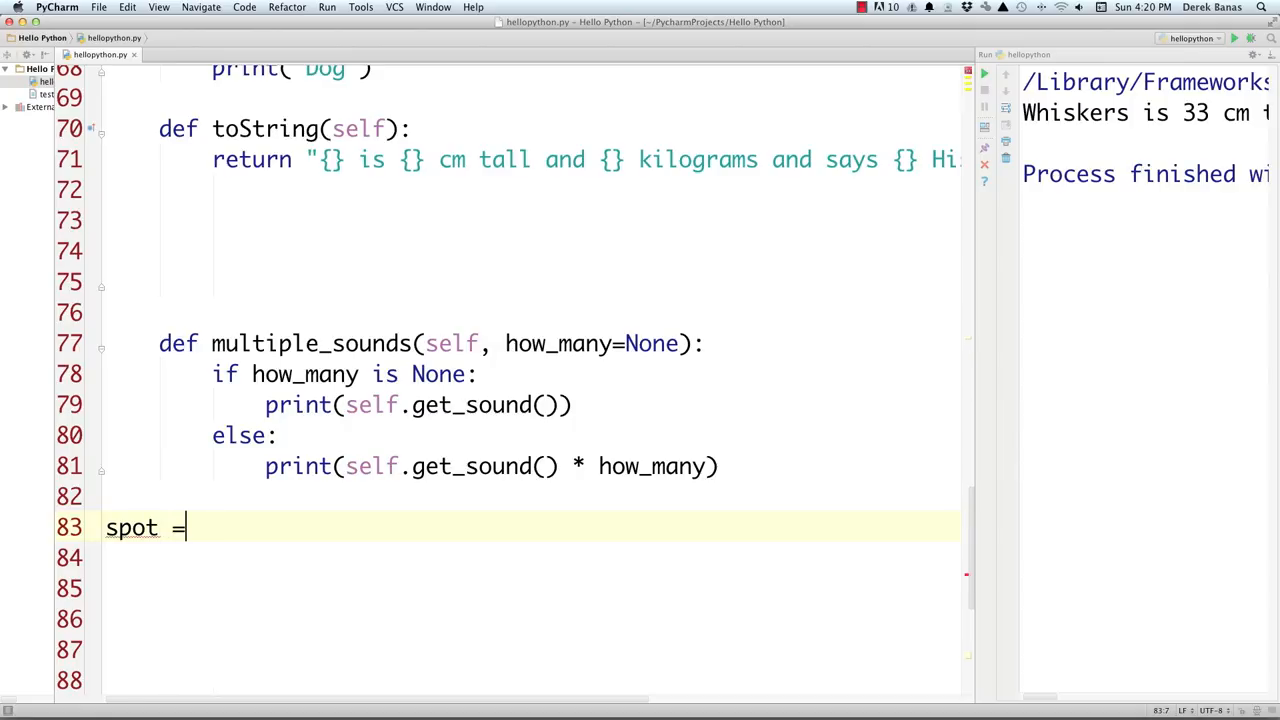 PyCharm File Edit View Navigate Code Refactor Run Tools VCS Window Help 10 Sun 4:20 PM Derek Banas
hellopython.py - Hello Python - [~/PycharmProjects/Hello Python]
Hello Python hellopython.py hellopython
hellopython.py Run hellopython
Hello P
hell
test
Externa
68 print("Dog")
69
70 def toString(self):
71 return "{} is {} cm tall and {} kilograms and says {} Hi
72
73
74
75
76
77 def multiple_sounds(self, how_many=None):
78 if how_many is None:
79 print(self.get_sound())
80 else:
81 print(self.get_sound() * how_many)
82
83 spot =
84
85
86
87
88
/Library/Frameworks
Whiskers is 33 cm t
Process finished wi
83:7 LF UTF-8